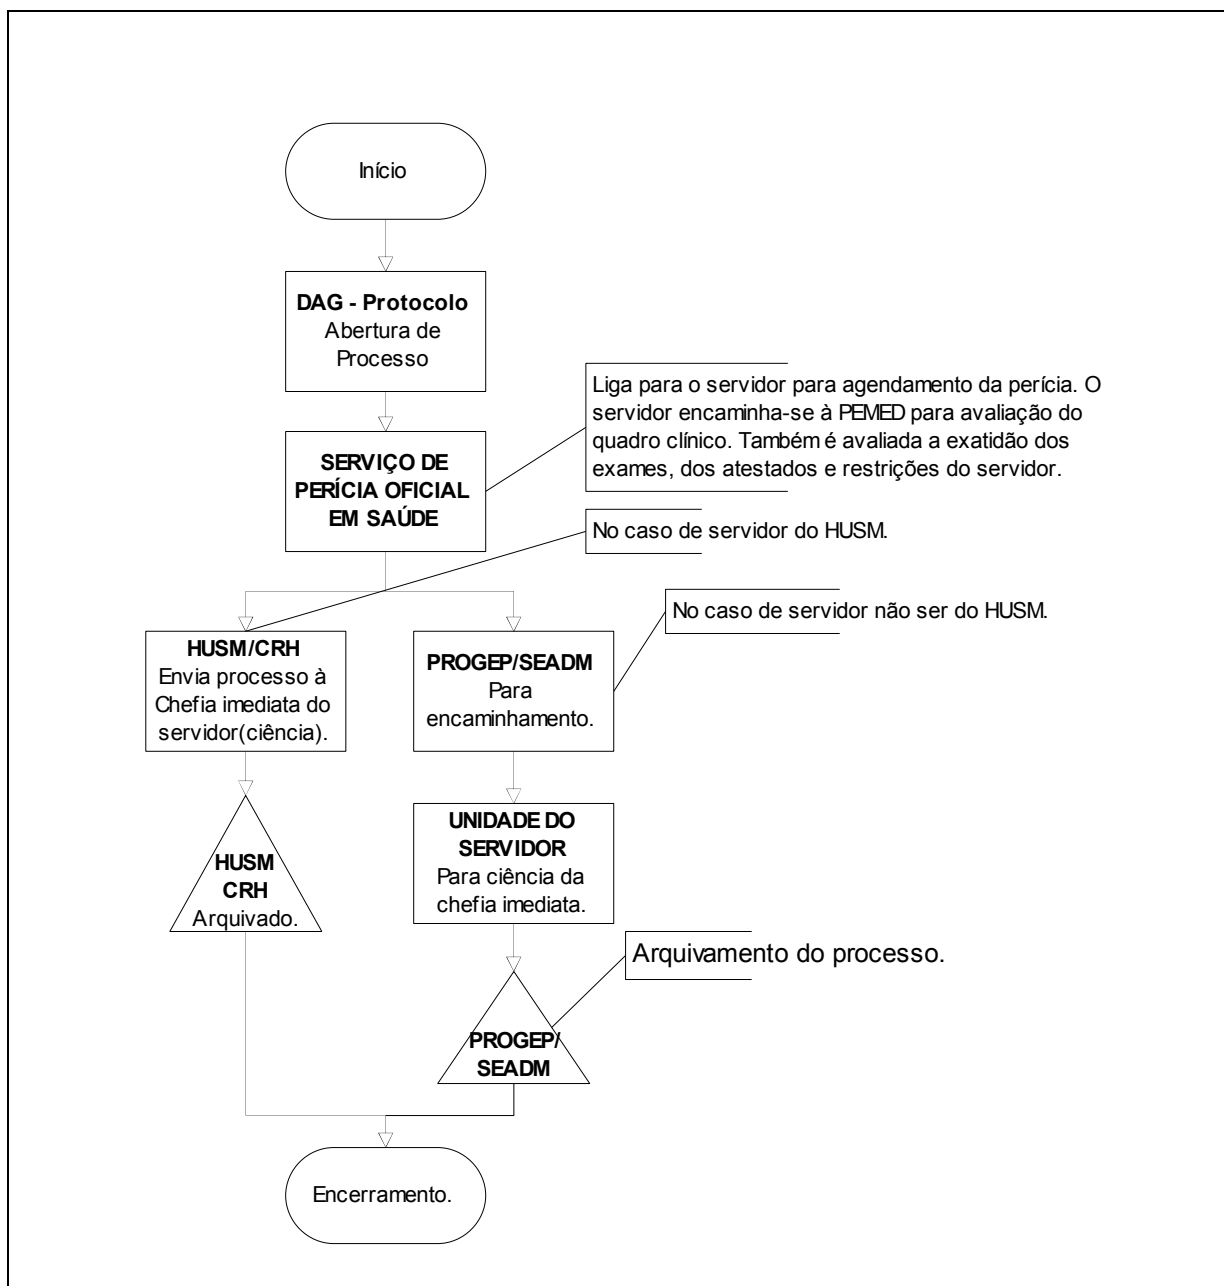 Início
DAG - Protocolo
Abertura de
Processo
Liga para o servidor para agendamento da perícia. O
servidor encaminha-se à PEMED para avaliação do
quadro clínico. Também é avaliada a exatidão dos
exames, dos atestados e restrições do servidor.
SERVIÇO DE
PERÍCIA OFICIAL
EM SAÚDE
No caso de servidor do HUSM.
No caso de servidor não ser do HUSM.
HUSM/CRH
Envia processo à
Chefia imediata do
servidor(ciência).
PROGEP/SEADM
Para
encaminhamento.
HUSM
CRH
Arquivado.
UNIDADE DO
SERVIDOR
Para ciência da
chefia imediata.
Arquivamento do processo.
PROGEP/
SEADM
Encerramento.